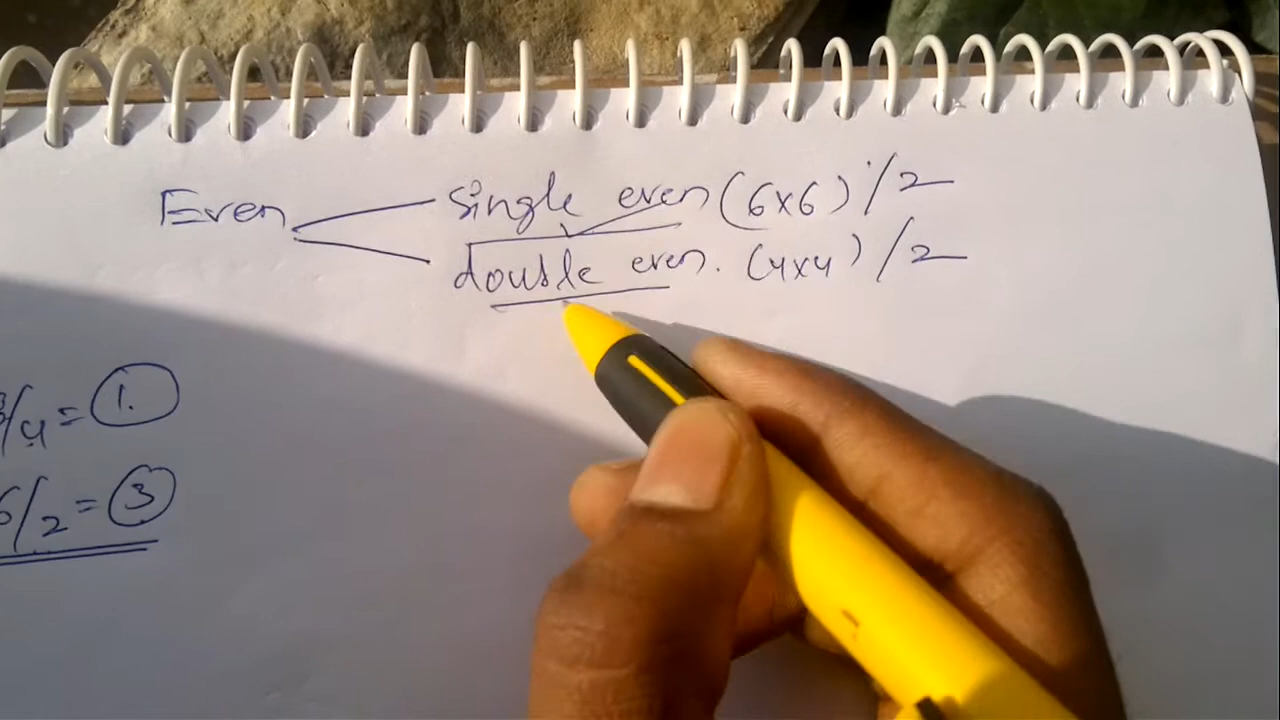 Even
single even (6x6) /2
double even. (4x4) /2
/4 = 1.
6/2 = 3